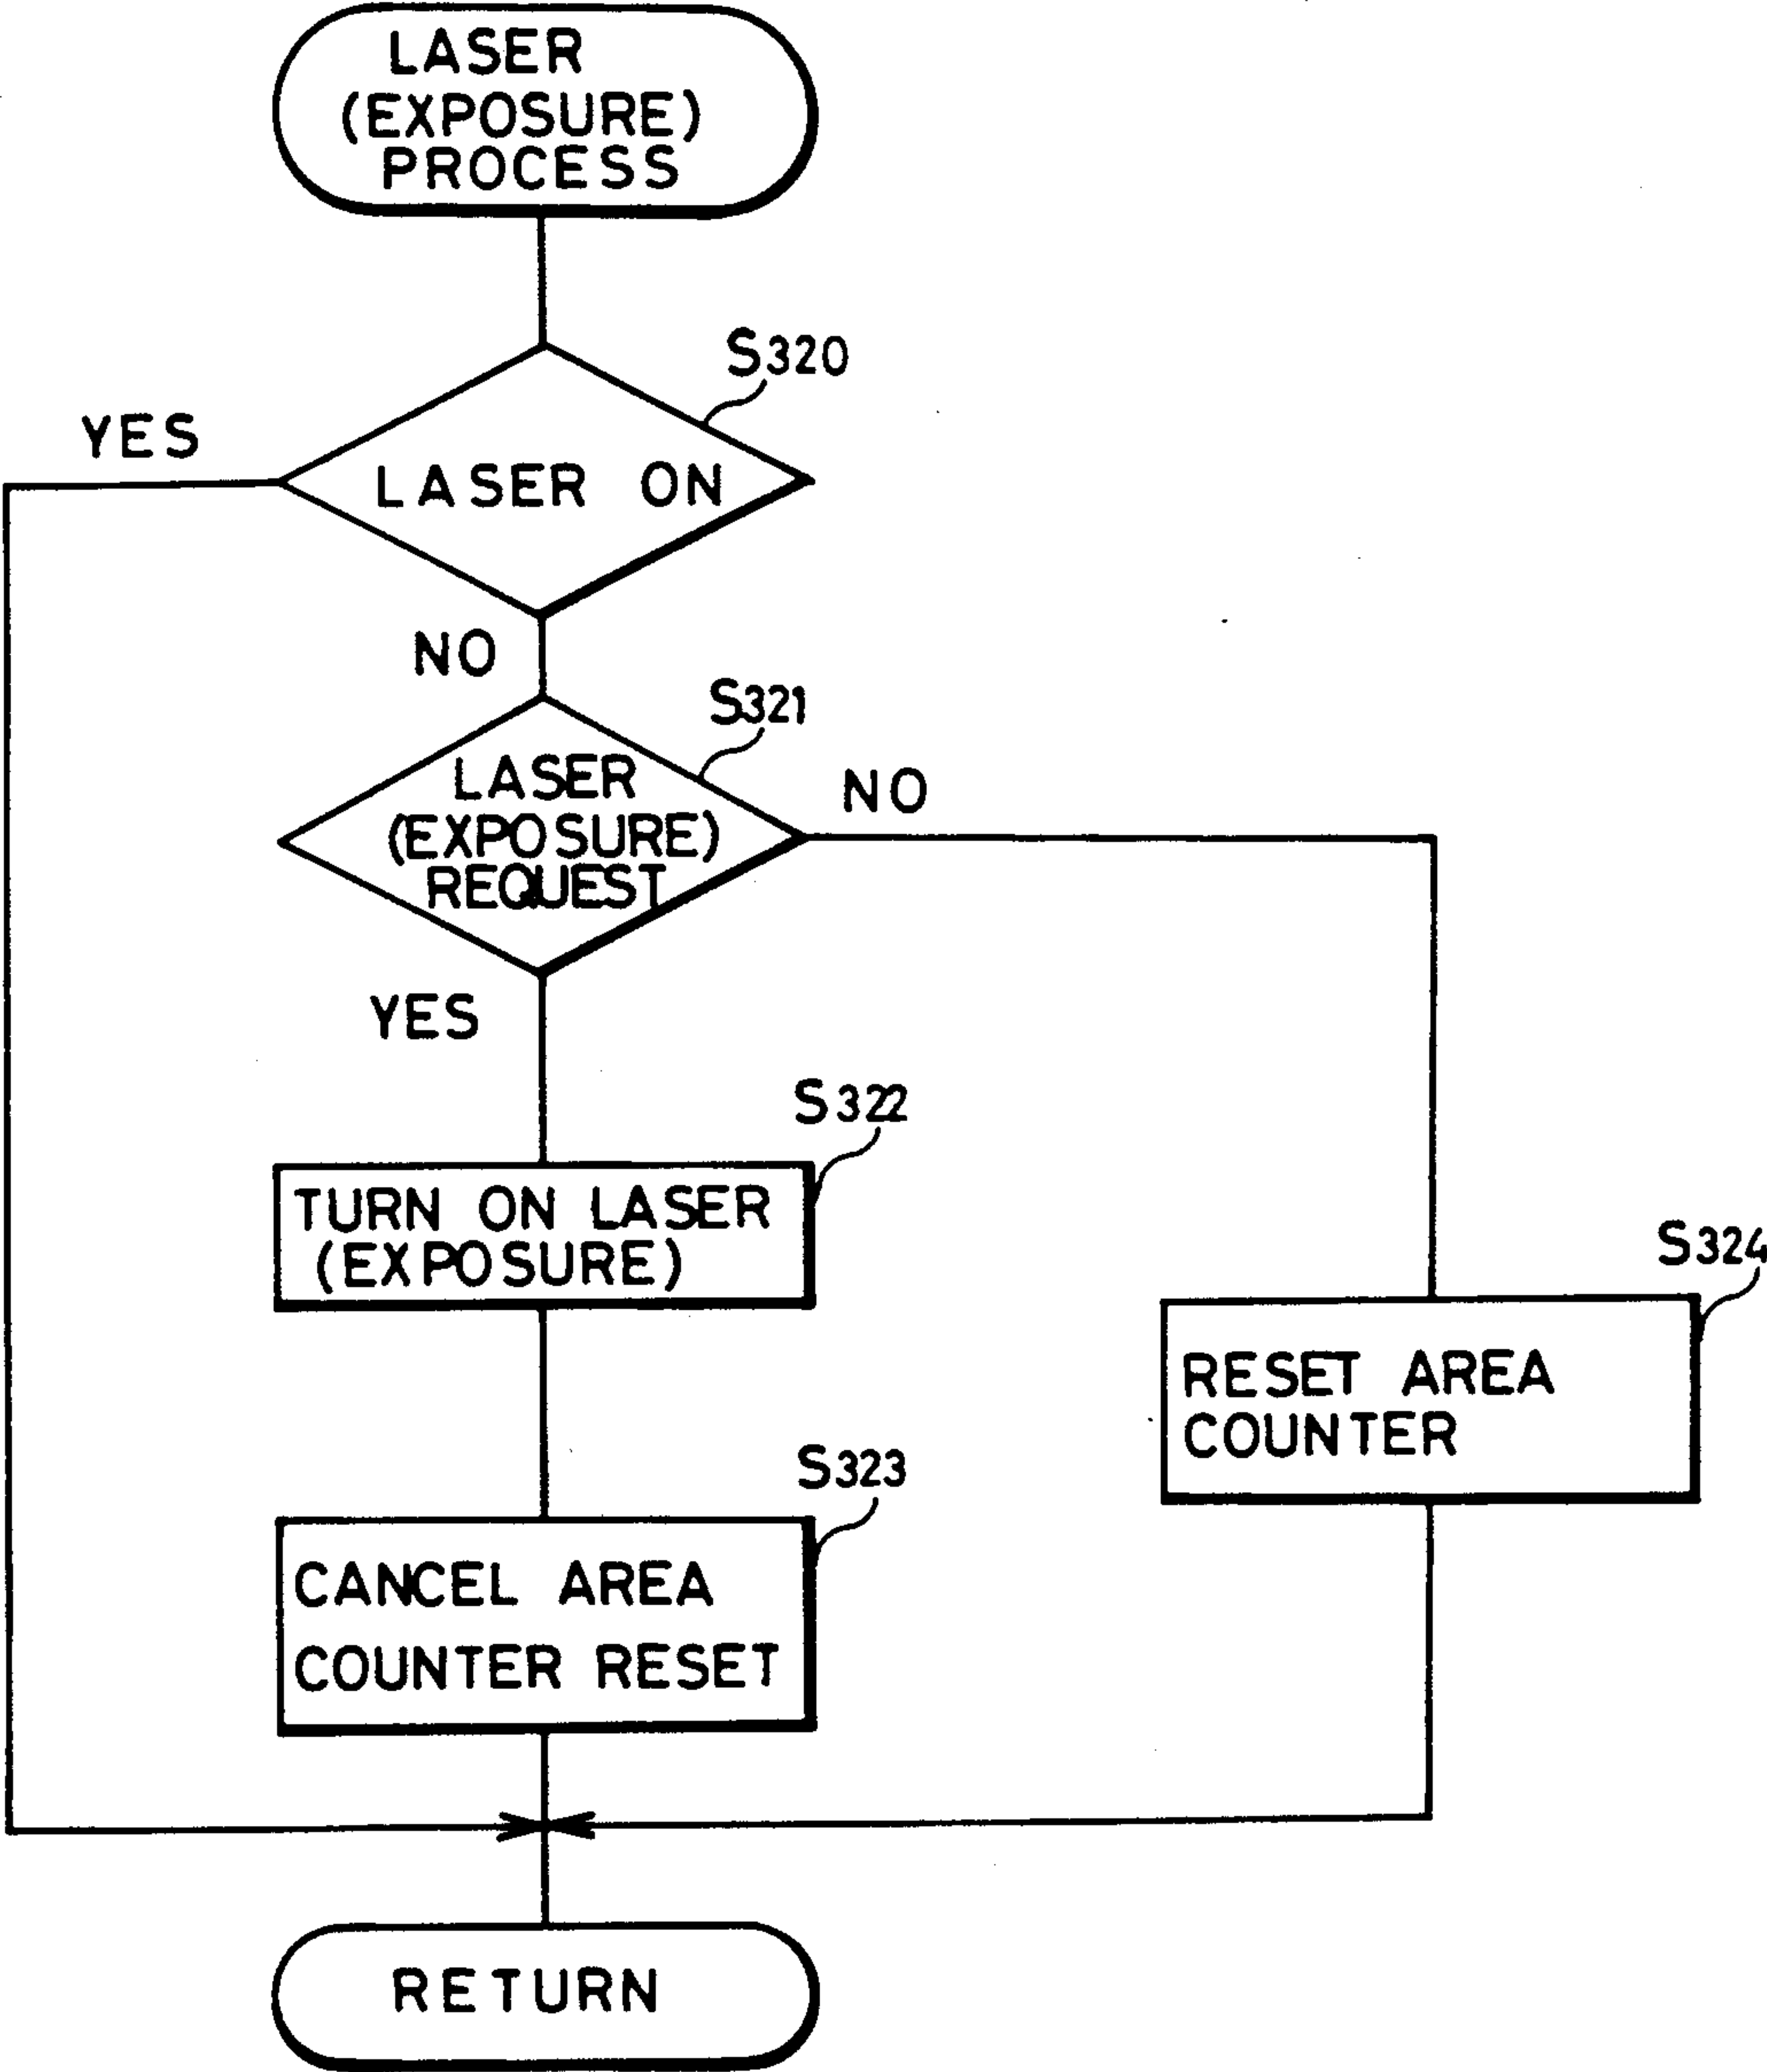 LASER
(EXPOSURE)
PROCESS
S320
YES
LASER ON
NO
S321
LASER
(EXPOSURE)
REQUEST
NO
YES
S322
TURN ON LASER
(EXPOSURE)
S324
RESET AREA
COUNTER
S323
CANCEL AREA
COUNTER RESET
RETURN